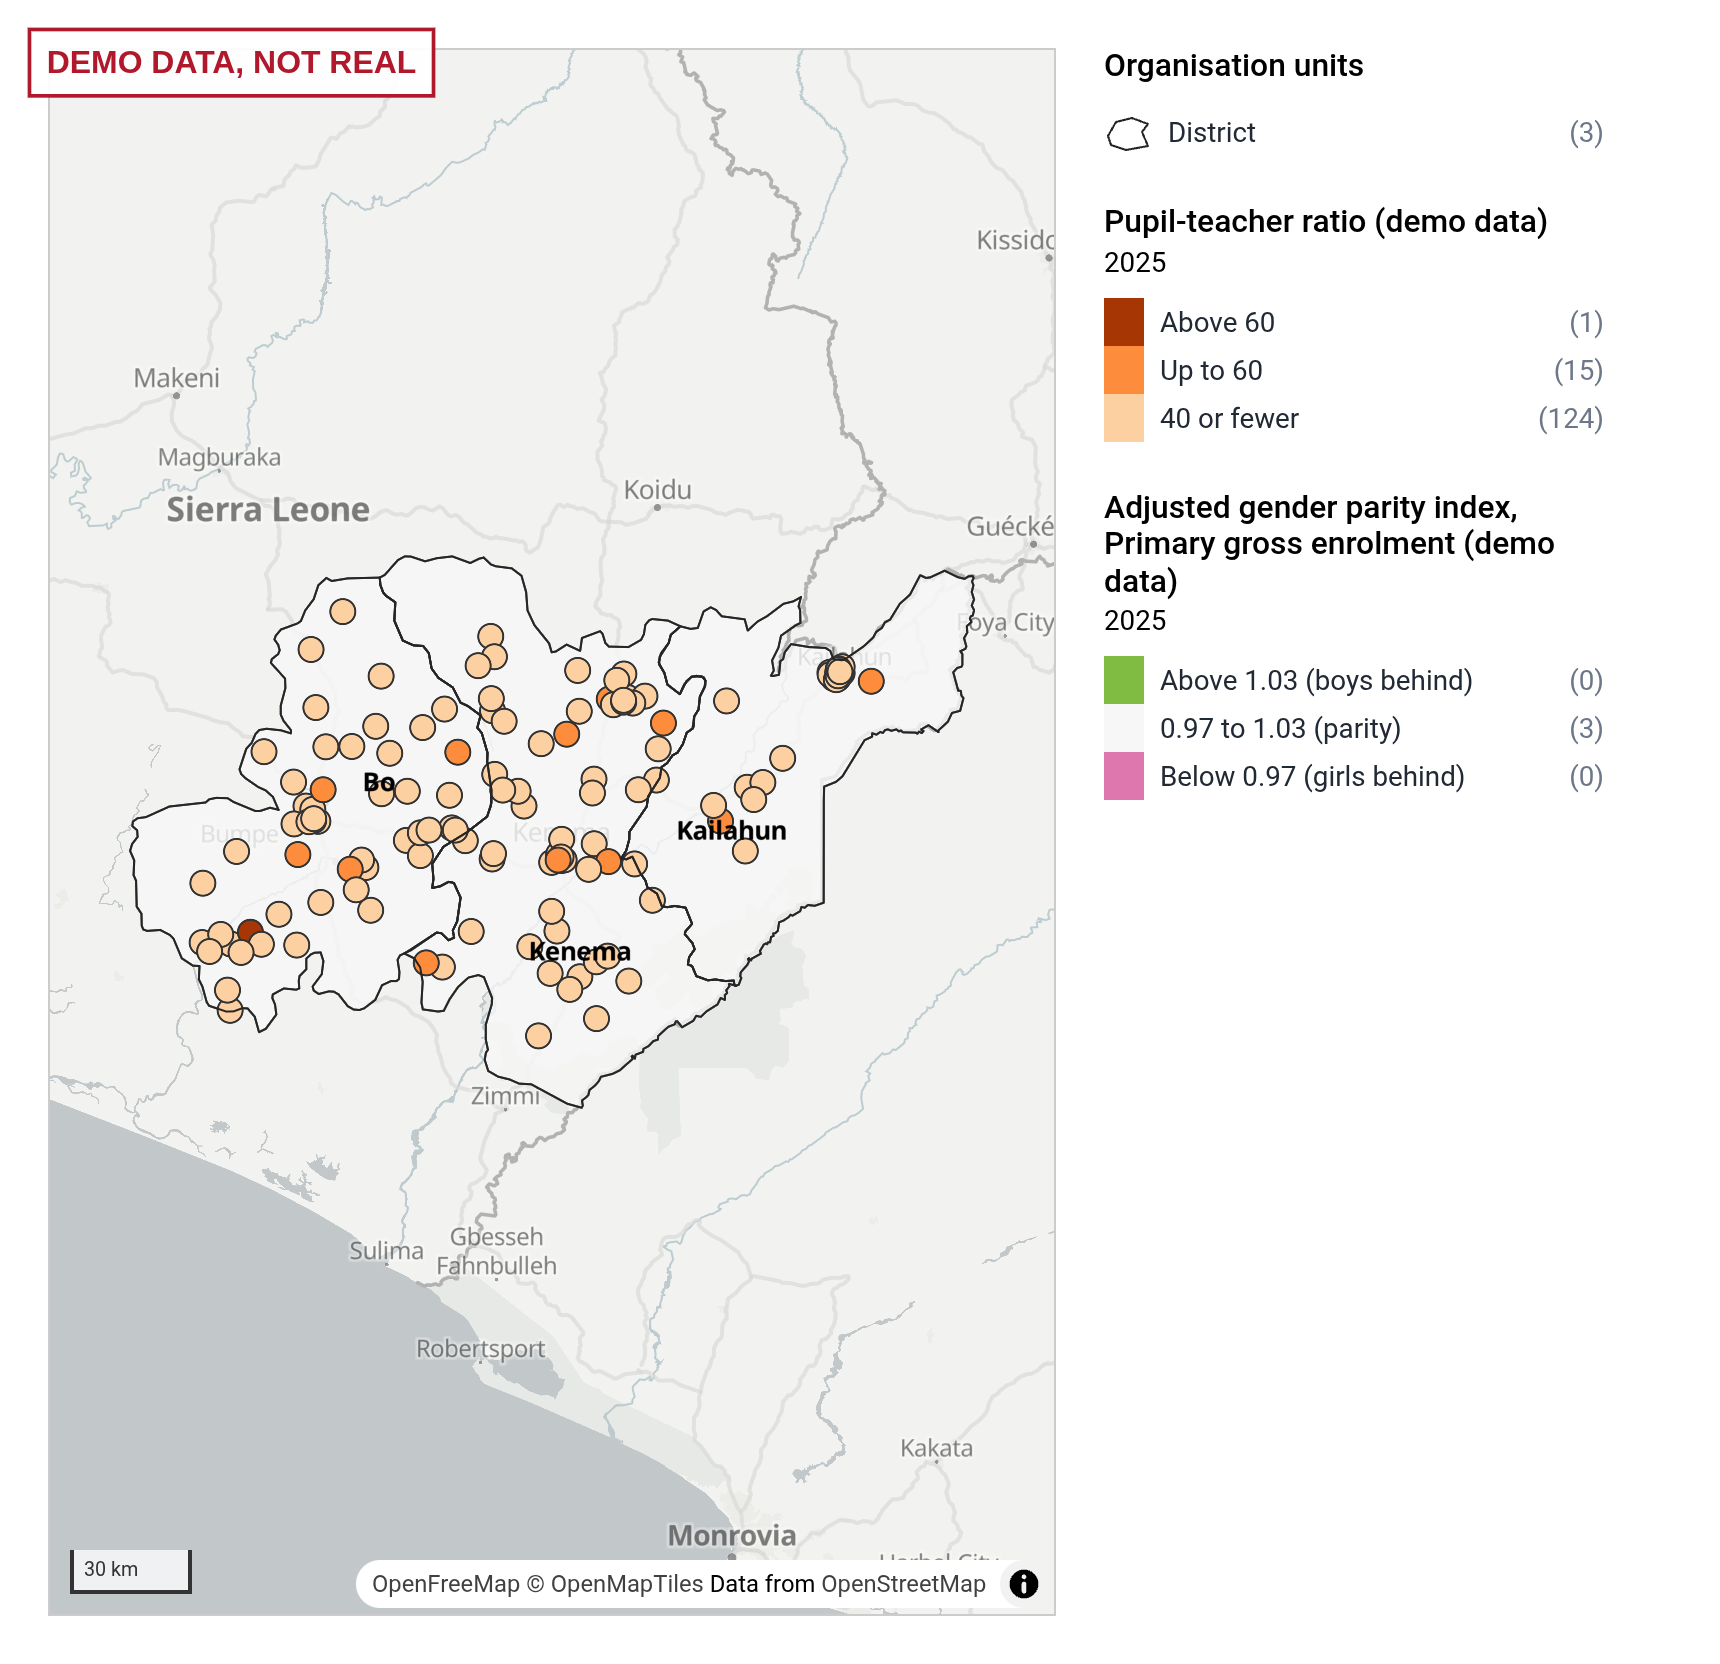 DEMO DATA, NOT REAL
Kissido
Makeni
Magburaka
Sierra Leone
Koidu
Guécké
Foya City
Kailahun
Bo
Bumpe
Kenema
Kailahun
Kenema
Zimmi
Sulima
Gbesseh
Fahnbulleh
Robertsport
Kakata
Monrovia
30 km
OpenFreeMap © OpenMapTiles Data from OpenStreetMap
Organisation units
District (3)
Pupil-teacher ratio (demo data)
2025
Above 60 (1)
Up to 60 (15)
40 or fewer (124)
Adjusted gender parity index,
Primary gross enrolment (demo
data)
2025
Above 1.03 (boys behind) (0)
0.97 to 1.03 (parity) (3)
Below 0.97 (girls behind) (0)